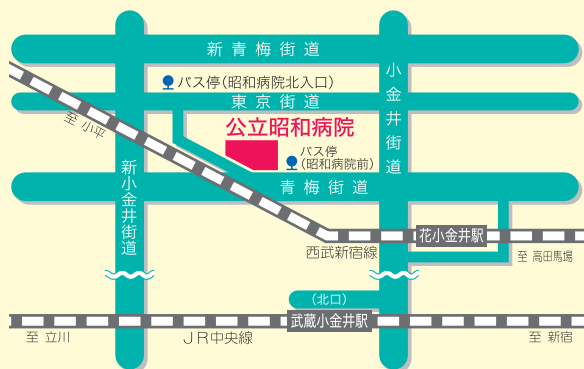 新青梅街道
小金井街道
バス停(昭和病院北入口)
東京街道
至 小平
公立昭和病院
バス停
(昭和病院前)
新小金井街道
青梅街道
花小金井駅
西武新宿線
至 高田馬場
(北口)
武蔵小金井駅
至 立川
JR中央線
至 新宿